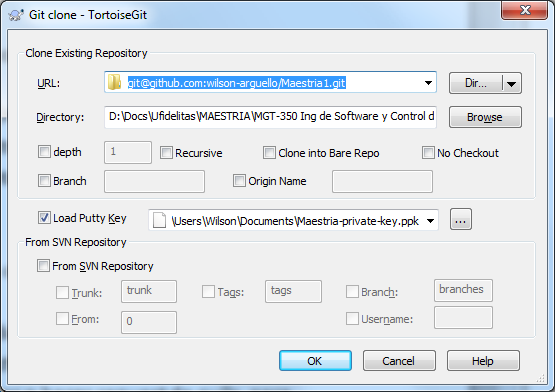 Git clone - TortoiseGit
Clone Existing Repository
URL: git@github.com:wilson-arguello/Maestria1.git Dir...
Directory: D:\Docs\Ufidelitas\MAESTRIA\MGT-350 Ing de Software y Control d Browse
depth 1 Recursive Clone into Bare Repo No Checkout
Branch Origin Name
Load Putty Key \Users\Wilson\Documents\Maestria-private-key.ppk ...
From SVN Repository
From SVN Repository
Trunk: trunk Tags: tags Branch: branches
From: 0 Username:
OK Cancel Help